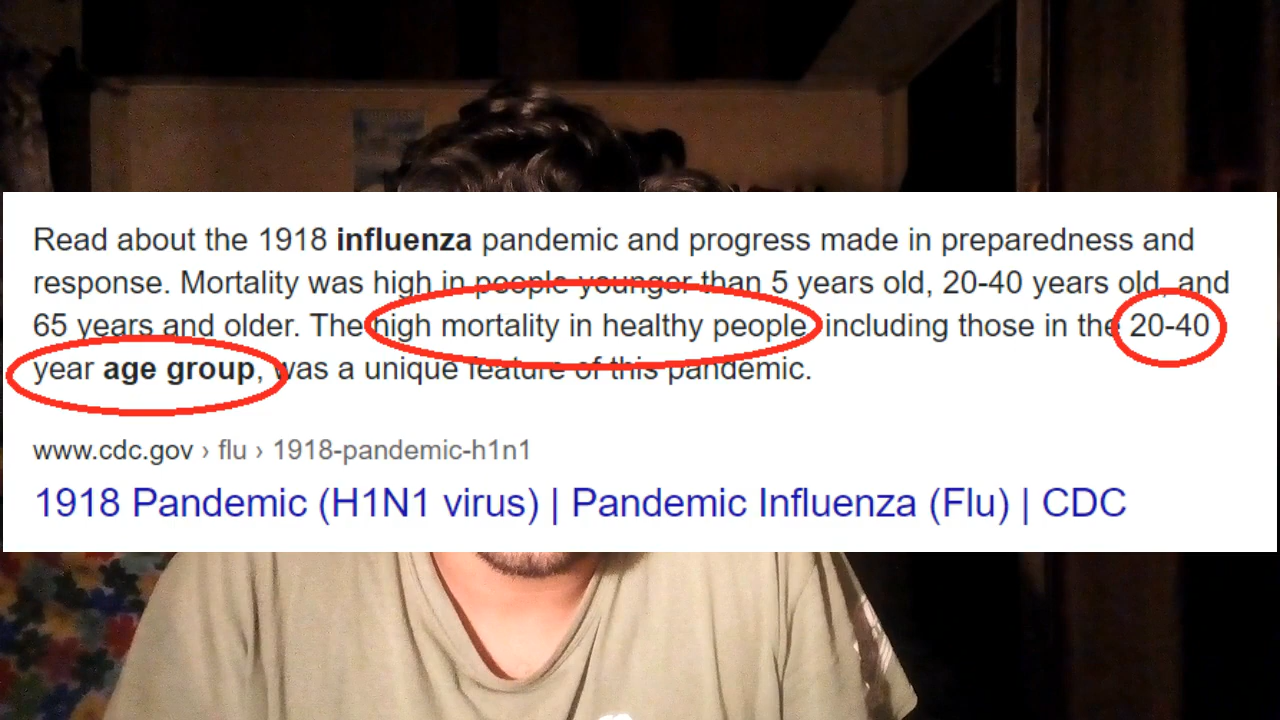 Read about the 1918 influenza pandemic and progress made in preparedness and
response. Mortality was high in people younger than 5 years old, 20-40 years old, and
65 years and older. The high mortality in healthy people, including those in the 20-40
year age group, was a unique feature of this pandemic.
www.cdc.gov › flu › 1918-pandemic-h1n1
1918 Pandemic (H1N1 virus) | Pandemic Influenza (Flu) | CDC